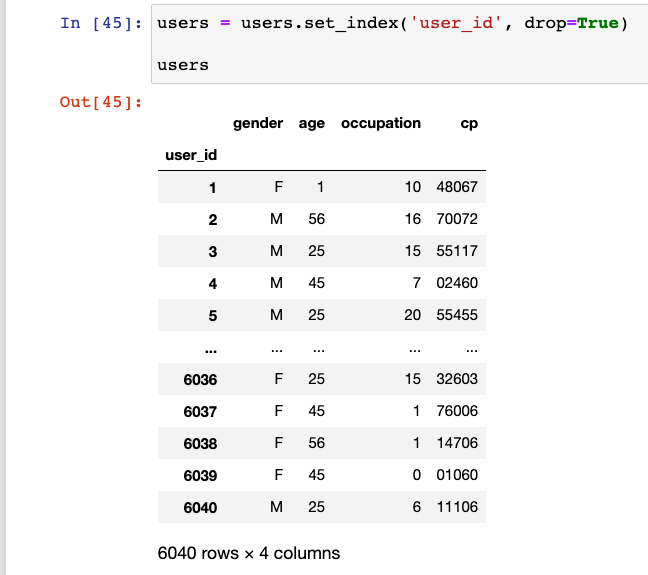 In [45]: users = users.set_index('user_id', drop=True)
users
Out[45]:
gender age occupation cp
user_id
1 F 1 10 48067
2 M 56 16 70072
3 M 25 15 55117
4 M 45 7 02460
5 M 25 20 55455
... ... ... ... ...
6036 F 25 15 32603
6037 F 45 1 76006
6038 F 56 1 14706
6039 F 45 0 01060
6040 M 25 6 11106
6040 rows × 4 columns